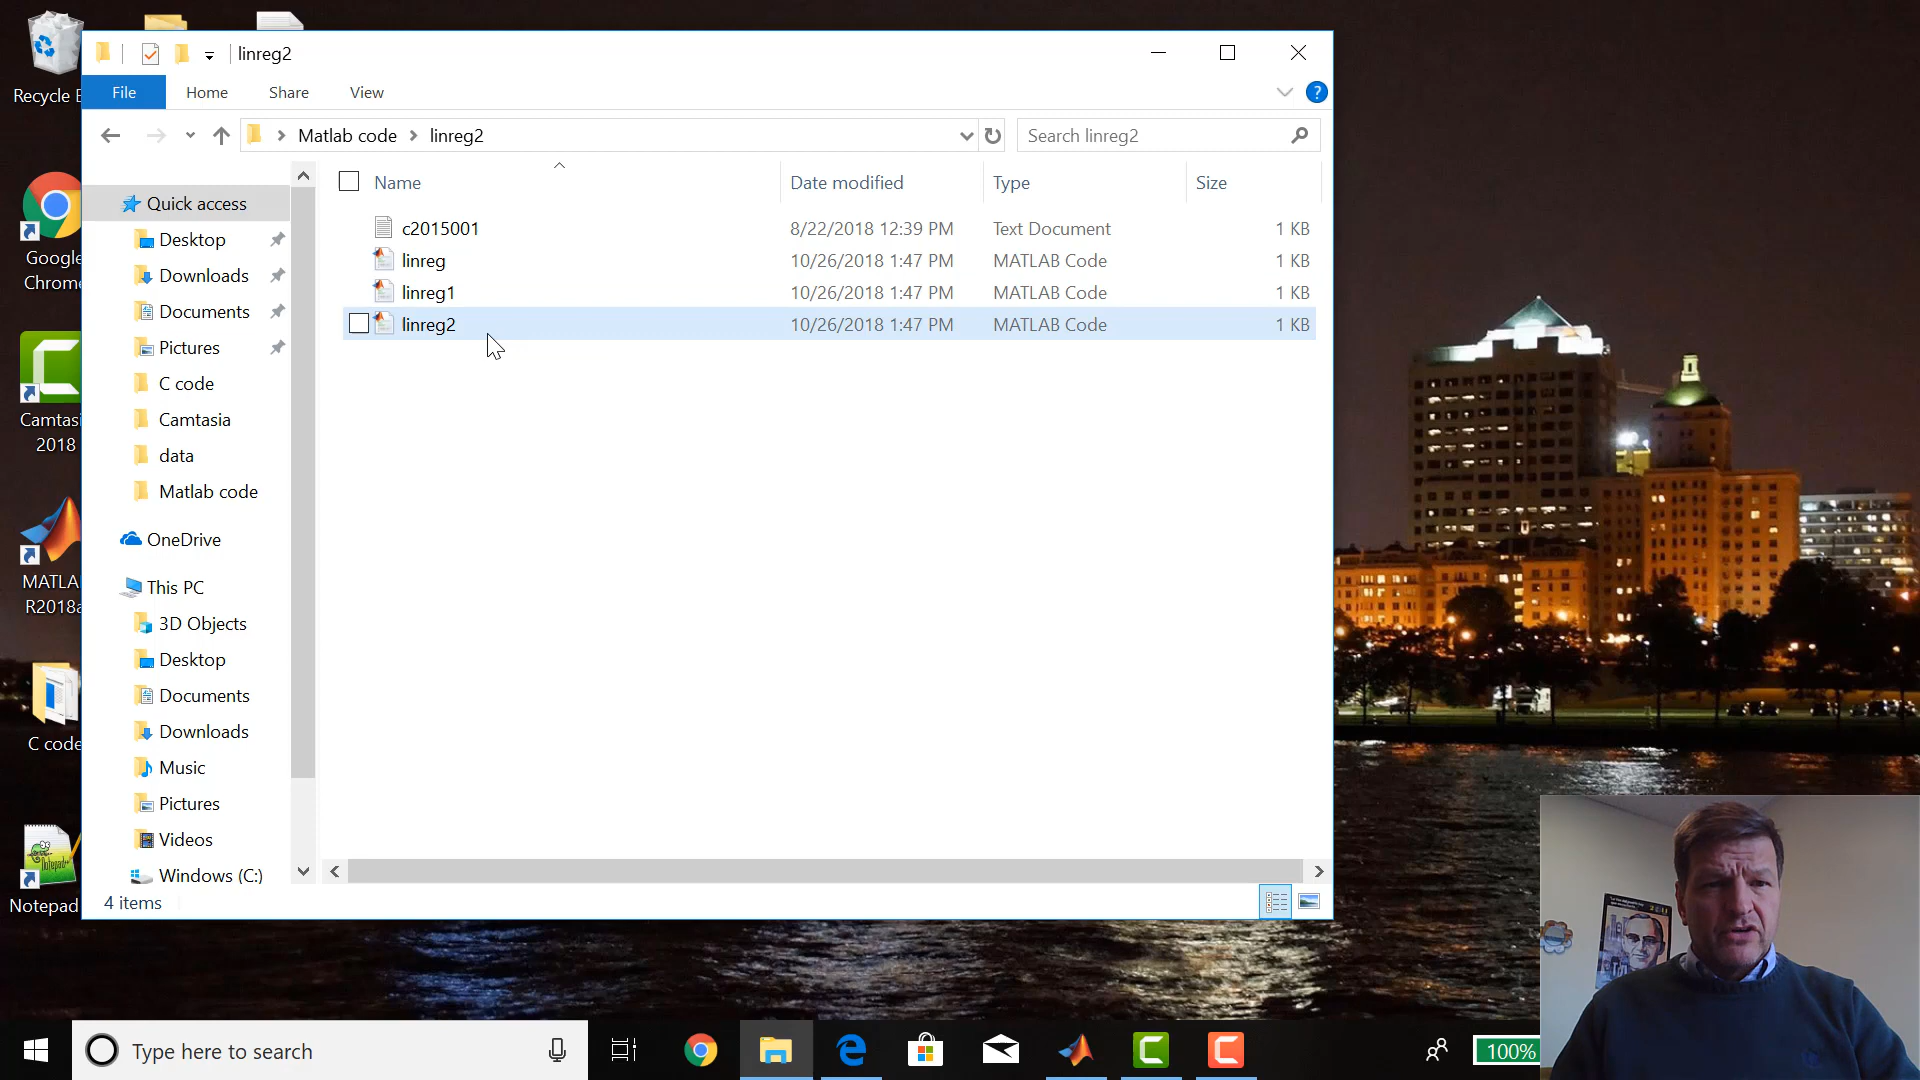 linreg2
File Home Share View
Matlab code linreg2
Search linreg2
Name Date modified Type Size
c2015001 8/22/2018 12:39 PM Text Document 1 KB
linreg 10/26/2018 1:47 PM MATLAB Code 1 KB
linreg1 10/26/2018 1:47 PM MATLAB Code 1 KB
linreg2 10/26/2018 1:47 PM MATLAB Code 1 KB
Quick access
Desktop
Downloads
Documents
Pictures
C code
Camtasia
data
Matlab code
OneDrive
This PC
3D Objects
Desktop
Documents
Downloads
Music
Pictures
Videos
Windows (C:)
4 items
Recycle
Google
Chrome
Camtas
2018
MATLA
R2018a
C code
Notepad
Type here to search
100%